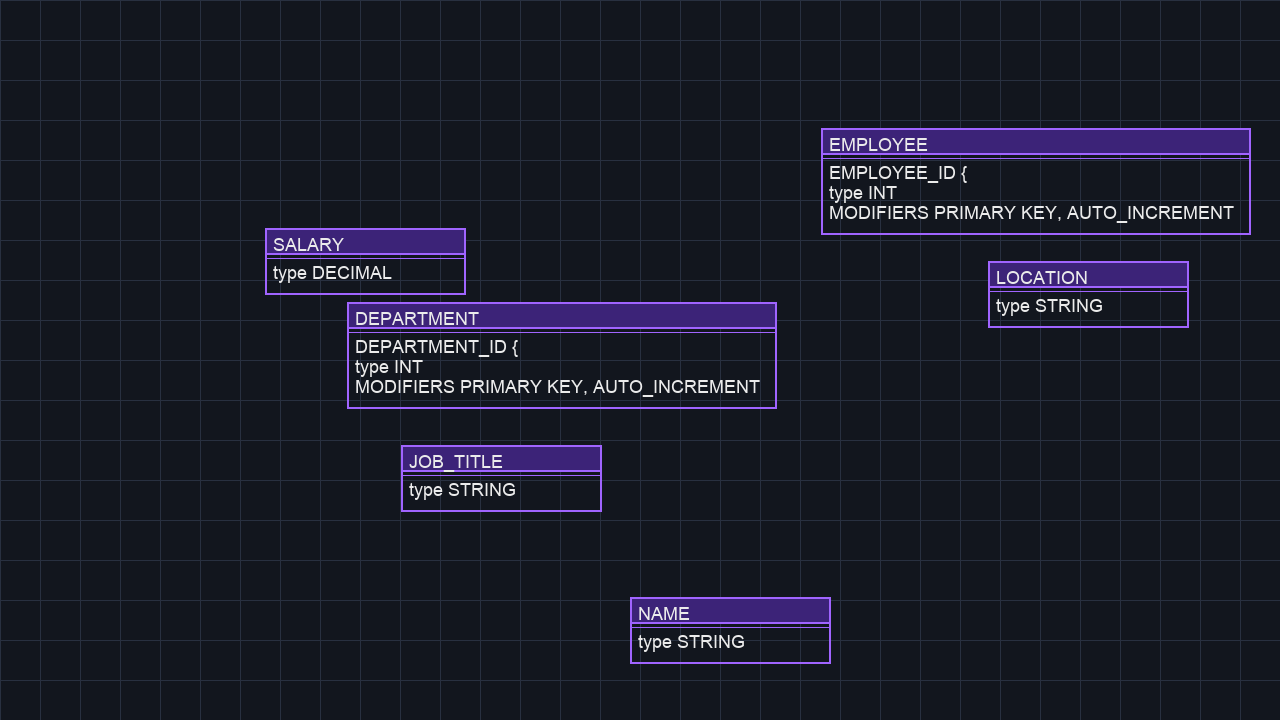 EMPLOYEE
EMPLOYEE_ID {
type INT
MODIFIERS PRIMARY KEY, AUTO_INCREMENT
SALARY
type DECIMAL
LOCATION
type STRING
DEPARTMENT
DEPARTMENT_ID {
type INT
MODIFIERS PRIMARY KEY, AUTO_INCREMENT
JOB_TITLE
type STRING
NAME
type STRING